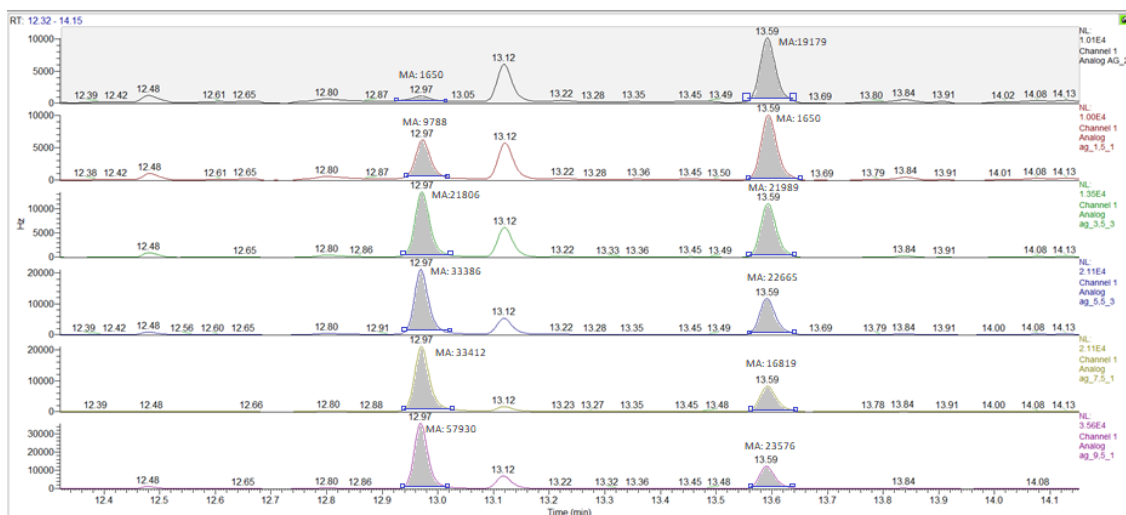 RT: 12.32 - 14.15
10000
5000
0
12.39 12.42 12.48 12.61 12.65 12.80 12.87 MA: 1650 12.97 13.05 13.12 13.22 13.28 13.35 13.45 13.49 13.59 MA:19179 13.69 13.80 13.84 13.91 14.02 14.08 14.13
NL:
1.01E4
Channel 1
Analog AG_2
10000
5000
0
12.38 12.42 12.48 12.61 12.65 12.80 12.87 MA: 9788 12.97 13.12 13.22 13.28 13.36 13.45 13.50 13.59 MA: 1650 13.69 13.79 13.84 13.91 14.01 14.08 14.13
NL:
1.00E4
Channel 1
Analog
ag_1,5_1
10000
5000
0
12.48 12.65 12.80 12.86 12.97 MA:21806 13.12 13.22 13.33 13.36 13.45 13.49 MA:21989 13.59 13.84 13.91 14.08 14.13
NL:
1.35E4
Channel 1
Analog
ag_3,5_3
Hz
20000
10000
0
12.39 12.42 12.48 12.56 12.60 12.65 12.80 12.91 12.97 MA: 33386 13.12 13.22 13.28 13.35 13.45 13.49 13.59 MA: 22665 13.69 13.79 13.84 13.91 14.00 14.08 14.13
NL:
2.11E4
Channel 1
Analog
ag_5,5_3
20000
10000
0
12.39 12.48 12.66 12.80 12.88 12.97 MA: 33412 13.12 13.23 13.27 13.35 13.45 13.48 13.59 MA: 16819 13.78 13.84 13.91 14.00 14.08 14.13
NL:
2.11E4
Channel 1
Analog
ag_7,5_1
30000
20000
10000
0
12.48 12.65 12.80 12.86 12.97 MA:57930 13.12 13.22 13.32 13.36 13.45 13.48 MA: 23576 13.59 13.84 14.08
NL:
3.56E4
Channel 1
Analog
ag_9,5_1
12.4 12.5 12.6 12.7 12.8 12.9 13.0 13.1 13.2 13.3 13.4 13.5 13.6 13.7 13.8 13.9 14.0 14.1
Time (min)